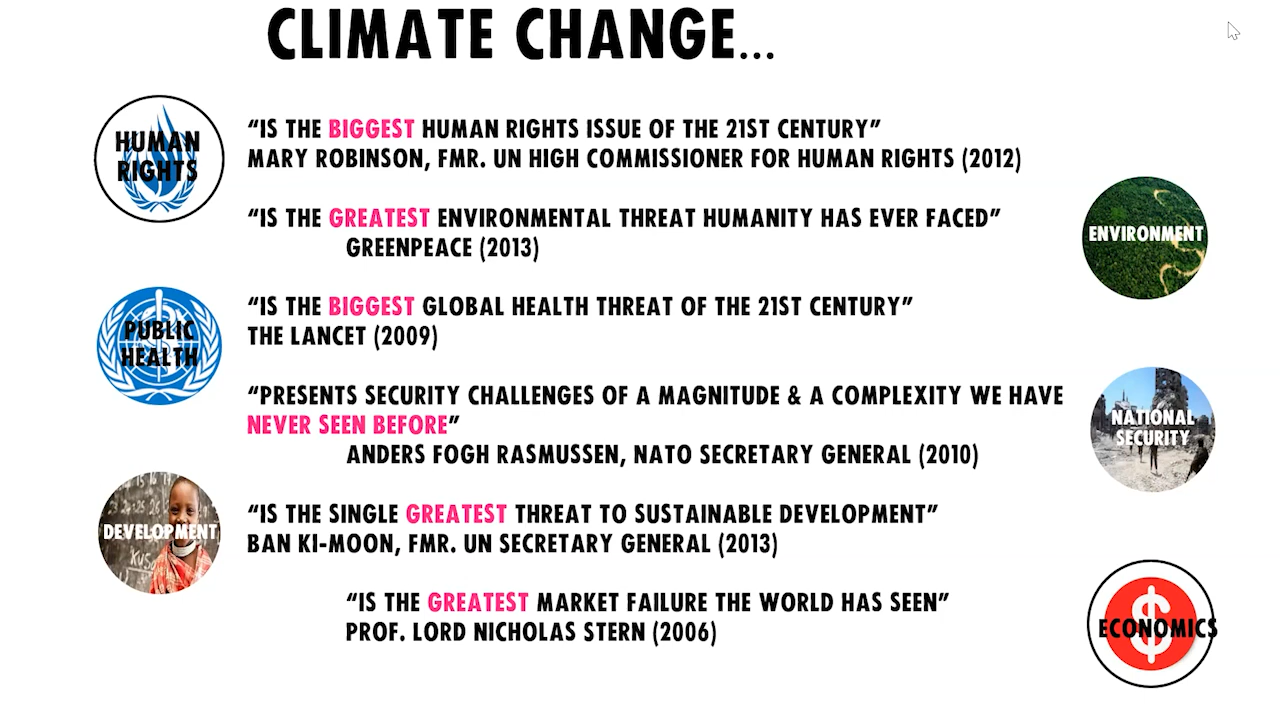 CLIMATE CHANGE...
HUMAN
RIGHTS
“IS THE BIGGEST HUMAN RIGHTS ISSUE OF THE 21ST CENTURY”
MARY ROBINSON, FMR. UN HIGH COMMISSIONER FOR HUMAN RIGHTS (2012)
“IS THE GREATEST ENVIRONMENTAL THREAT HUMANITY HAS EVER FACED”
GREENPEACE (2013)
ENVIRONMENT
PUBLIC
HEALTH
“IS THE BIGGEST GLOBAL HEALTH THREAT OF THE 21ST CENTURY”
THE LANCET (2009)
“PRESENTS SECURITY CHALLENGES OF A MAGNITUDE & A COMPLEXITY WE HAVE
NEVER SEEN BEFORE”
ANDERS FOGH RASMUSSEN, NATO SECRETARY GENERAL (2010)
NATIONAL
SECURITY
DEVELOPMENT
“IS THE SINGLE GREATEST THREAT TO SUSTAINABLE DEVELOPMENT”
BAN KI-MOON, FMR. UN SECRETARY GENERAL (2013)
“IS THE GREATEST MARKET FAILURE THE WORLD HAS SEEN”
PROF. LORD NICHOLAS STERN (2006)
ECONOMICS